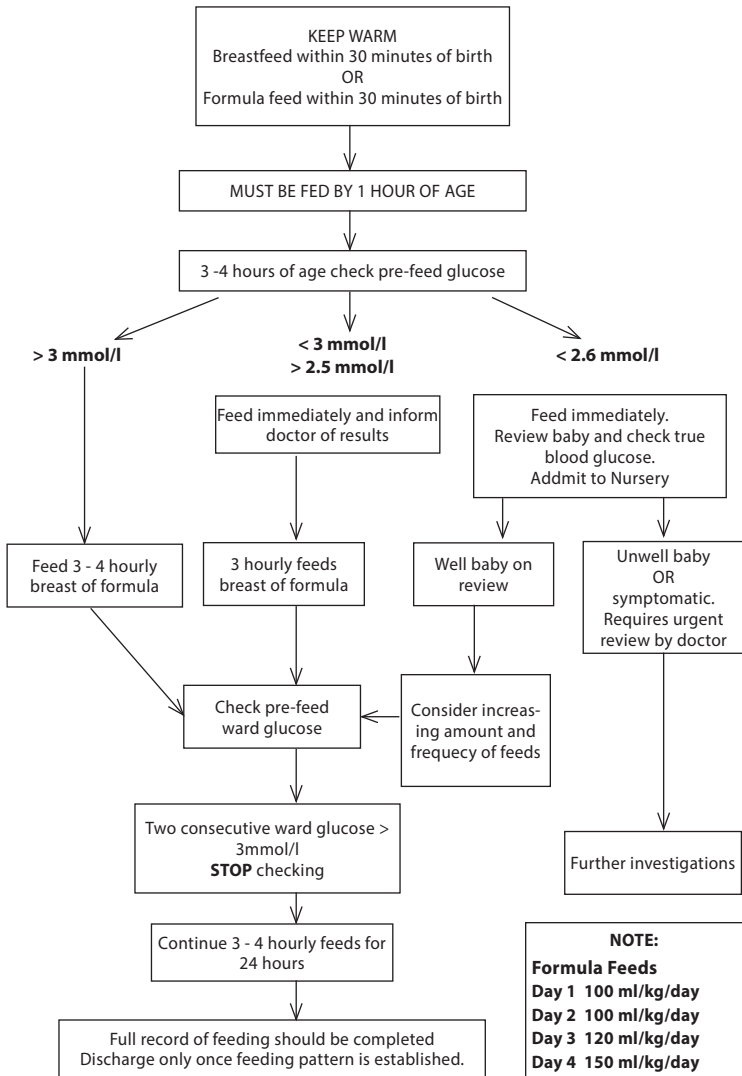 KEEP WARM
Breastfeed within 30 minutes of birth
OR
Formula feed within 30 minutes of birth
MUST BE FED BY 1 HOUR OF AGE
3 -4 hours of age check pre-feed glucose
> 3 mmol/l
< 3 mmol/l
> 2.5 mmol/l
< 2.6 mmol/l
Feed immediately and inform
doctor of results
Feed immediately.
Review baby and check true
blood glucose.
Addmit to Nursery
Feed 3 - 4 hourly
breast of formula
3 hourly feeds
breast of formula
Well baby on
review
Unwell baby
OR
symptomatic.
Requires urgent
review by doctor
Check pre-feed
ward glucose
Consider increas-
ing amount and
frequecy of feeds
Two consecutive ward glucose >
3mmol/l
STOP checking
Further investigations
Continue 3 - 4 hourly feeds for
24 hours
Full record of feeding should be completed
Discharge only once feeding pattern is established.
NOTE:
Formula Feeds
Day 1 100 ml/kg/day
Day 2 100 ml/kg/day
Day 3 120 ml/kg/day
Day 4 150 ml/kg/day